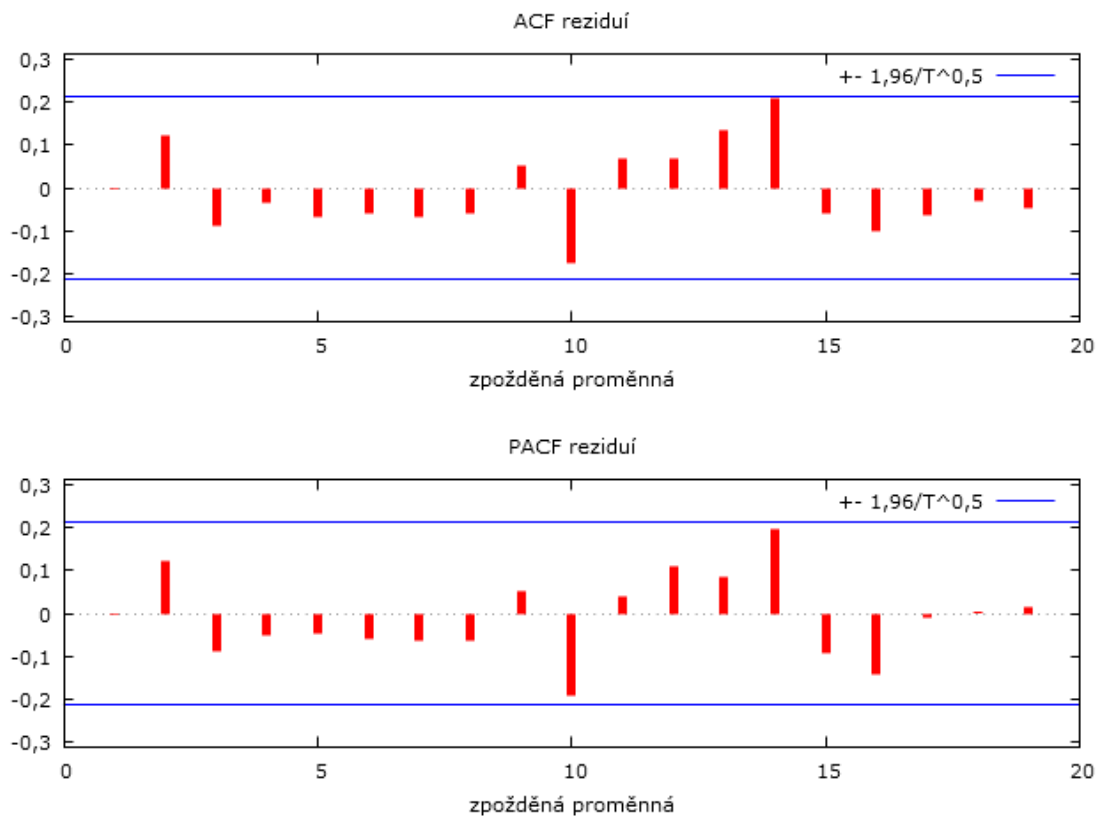 ACF reziduí
+- 1,96/T^0,5
0,3
0,2
0,1
0
-0,1
-0,2
-0,3
0 5 10 15 20
zpožděná proměnná
PACF reziduí
+- 1,96/T^0,5
0,3
0,2
0,1
0
-0,1
-0,2
-0,3
0 5 10 15 20
zpožděná proměnná